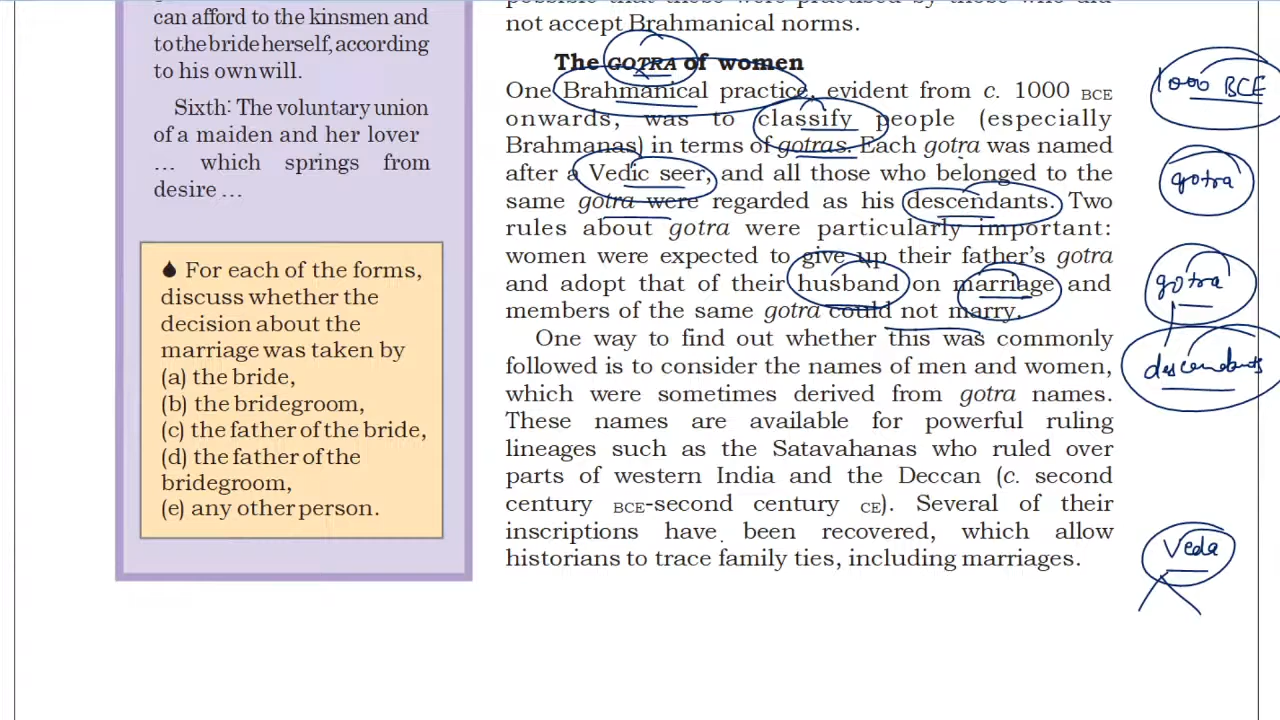 can afford to the kinsmen and
to the bride herself, according
to his own will.
Sixth: The voluntary union
of a maiden and her lover
… which springs from
desire …
For each of the forms,
discuss whether the
decision about the
marriage was taken by
(a) the bride,
(b) the bridegroom,
(c) the father of the bride,
(d) the father of the
bridegroom,
(e) any other person.
not accept Brahmanical norms.
The GOTRA of women
One Brahmanical practice, evident from c. 1000 BCE
onwards, was to classify people (especially
Brahmanas) in terms of gotras. Each gotra was named
after a Vedic seer, and all those who belonged to the
same gotra were regarded as his descendants. Two
rules about gotra were particularly important:
women were expected to give up their father's gotra
and adopt that of their husband on marriage and
members of the same gotra could not marry.
One way to find out whether this was commonly
followed is to consider the names of men and women,
which were sometimes derived from gotra names.
These names are available for powerful ruling
lineages such as the Satavahanas who ruled over
parts of western India and the Deccan (c. second
century BCE-second century CE). Several of their
inscriptions have been recovered, which allow
historians to trace family ties, including marriages.
1000 BCE
gotra
gotra
descendants
Veda